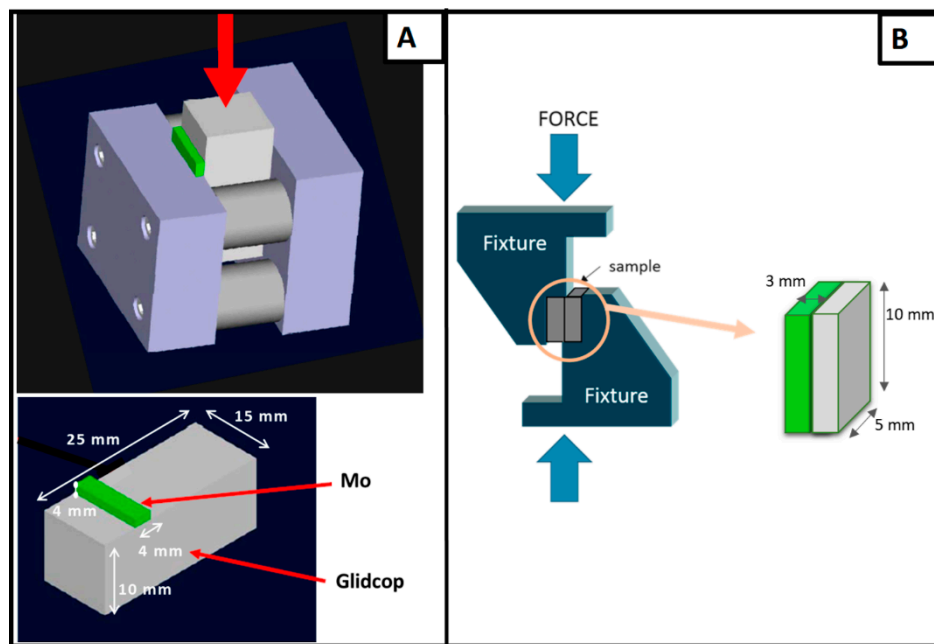 A
25 mm
15 mm
4 mm
4 mm
10 mm
Mo
Glidcop
B
FORCE
Fixture
sample
Fixture
3 mm
10 mm
5 mm